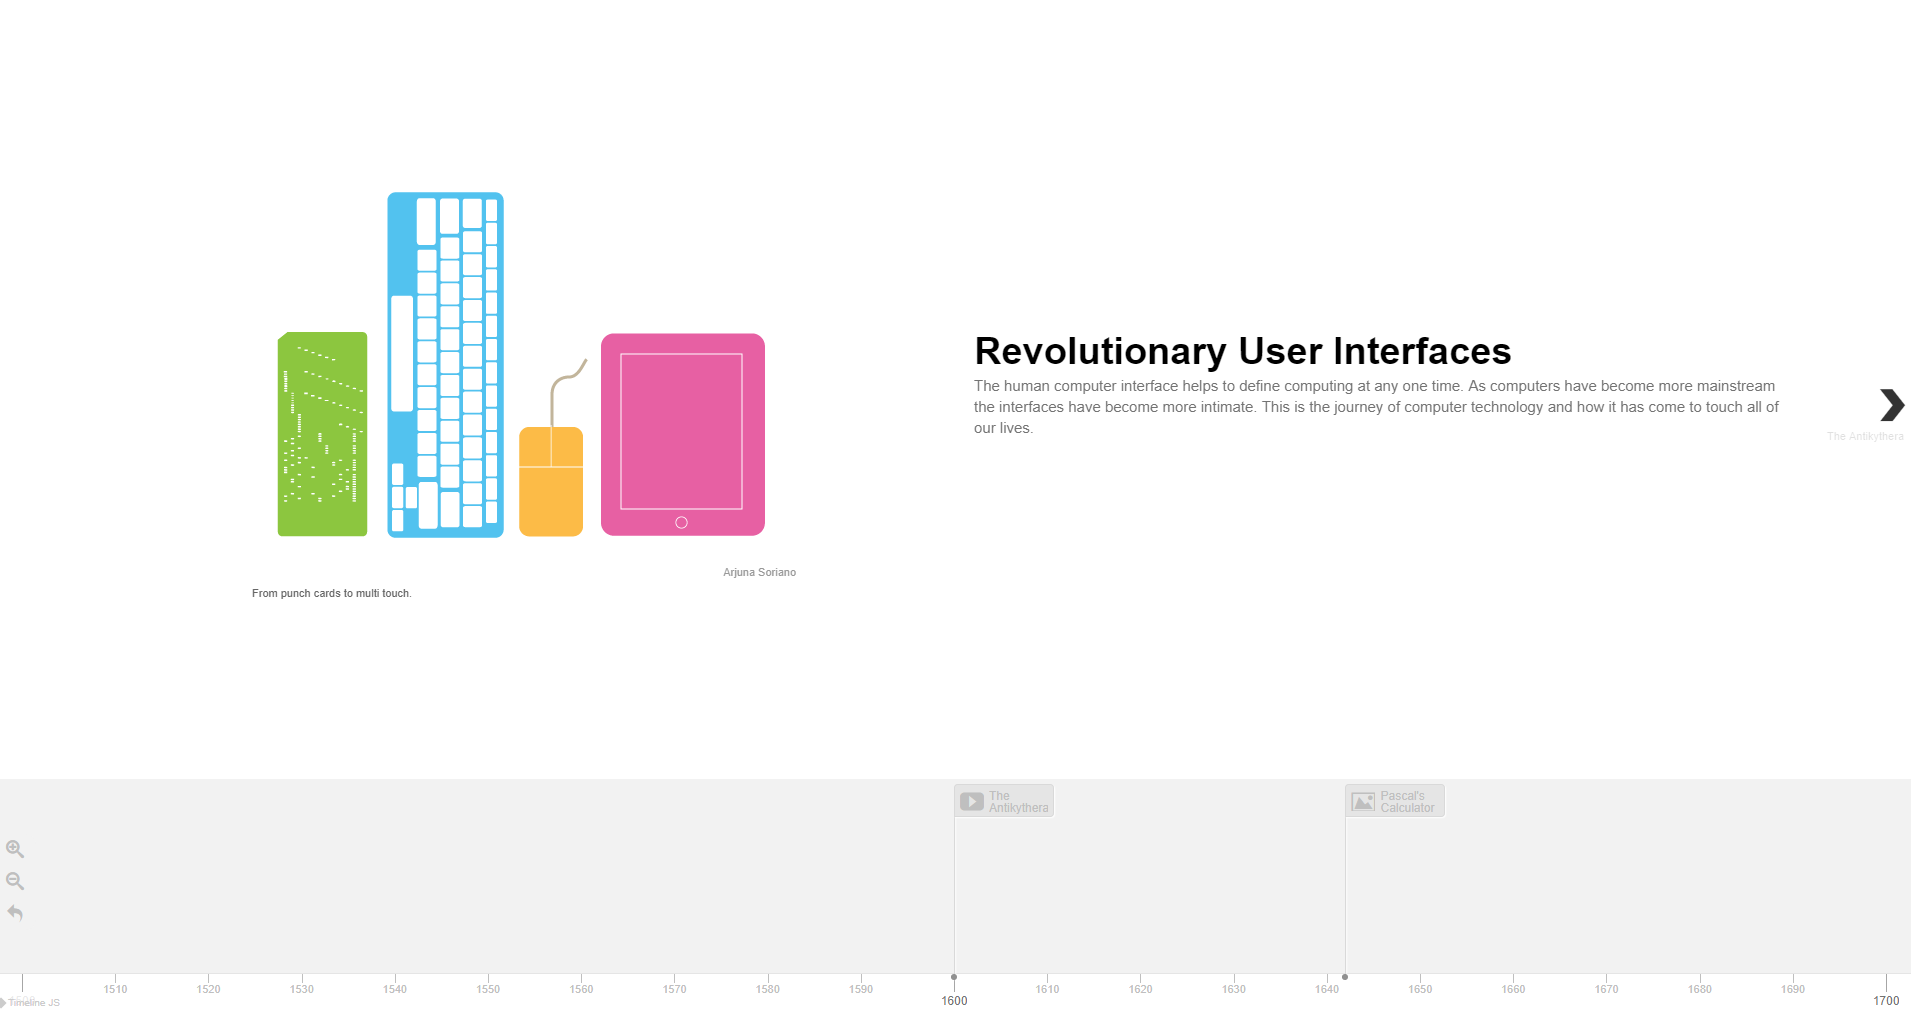 Revolutionary User Interfaces
The human computer interface helps to define computing at any one time. As computers have become more mainstream
the interfaces have become more intimate. This is the journey of computer technology and how it has come to touch all of
our lives.
The Antikythera
Arjuna Soriano
From punch cards to multi touch.
The
Antikythera
Pascal's
Calculator
1510 1520 1530 1540 1550 1560 1570 1580 1590 1600 1610 1620 1630 1640 1650 1660 1670 1680 1690 1700
Timeline JS